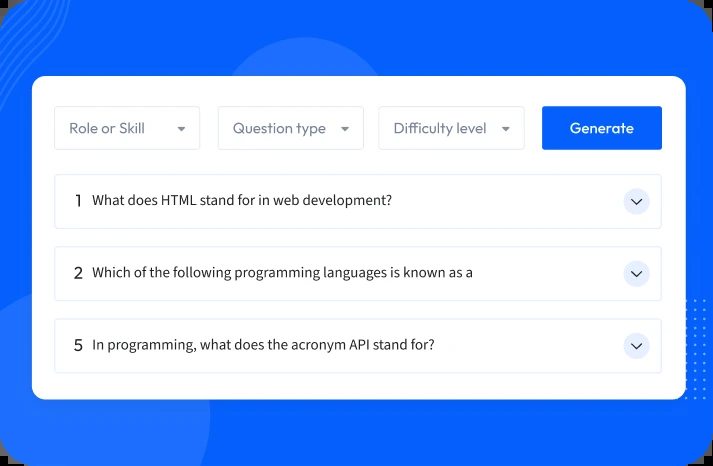 Role or Skill Question type Difficulty level Generate
1 What does HTML stand for in web development?
2 Which of the following programming languages is known as a
5 In programming, what does the acronym API stand for?